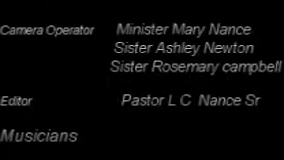 Camera Operator Minister Mary Nance
Sister Ashley Newton
Sister Rosemary campbell
Editor Pastor L C Nance Sr
Musicians